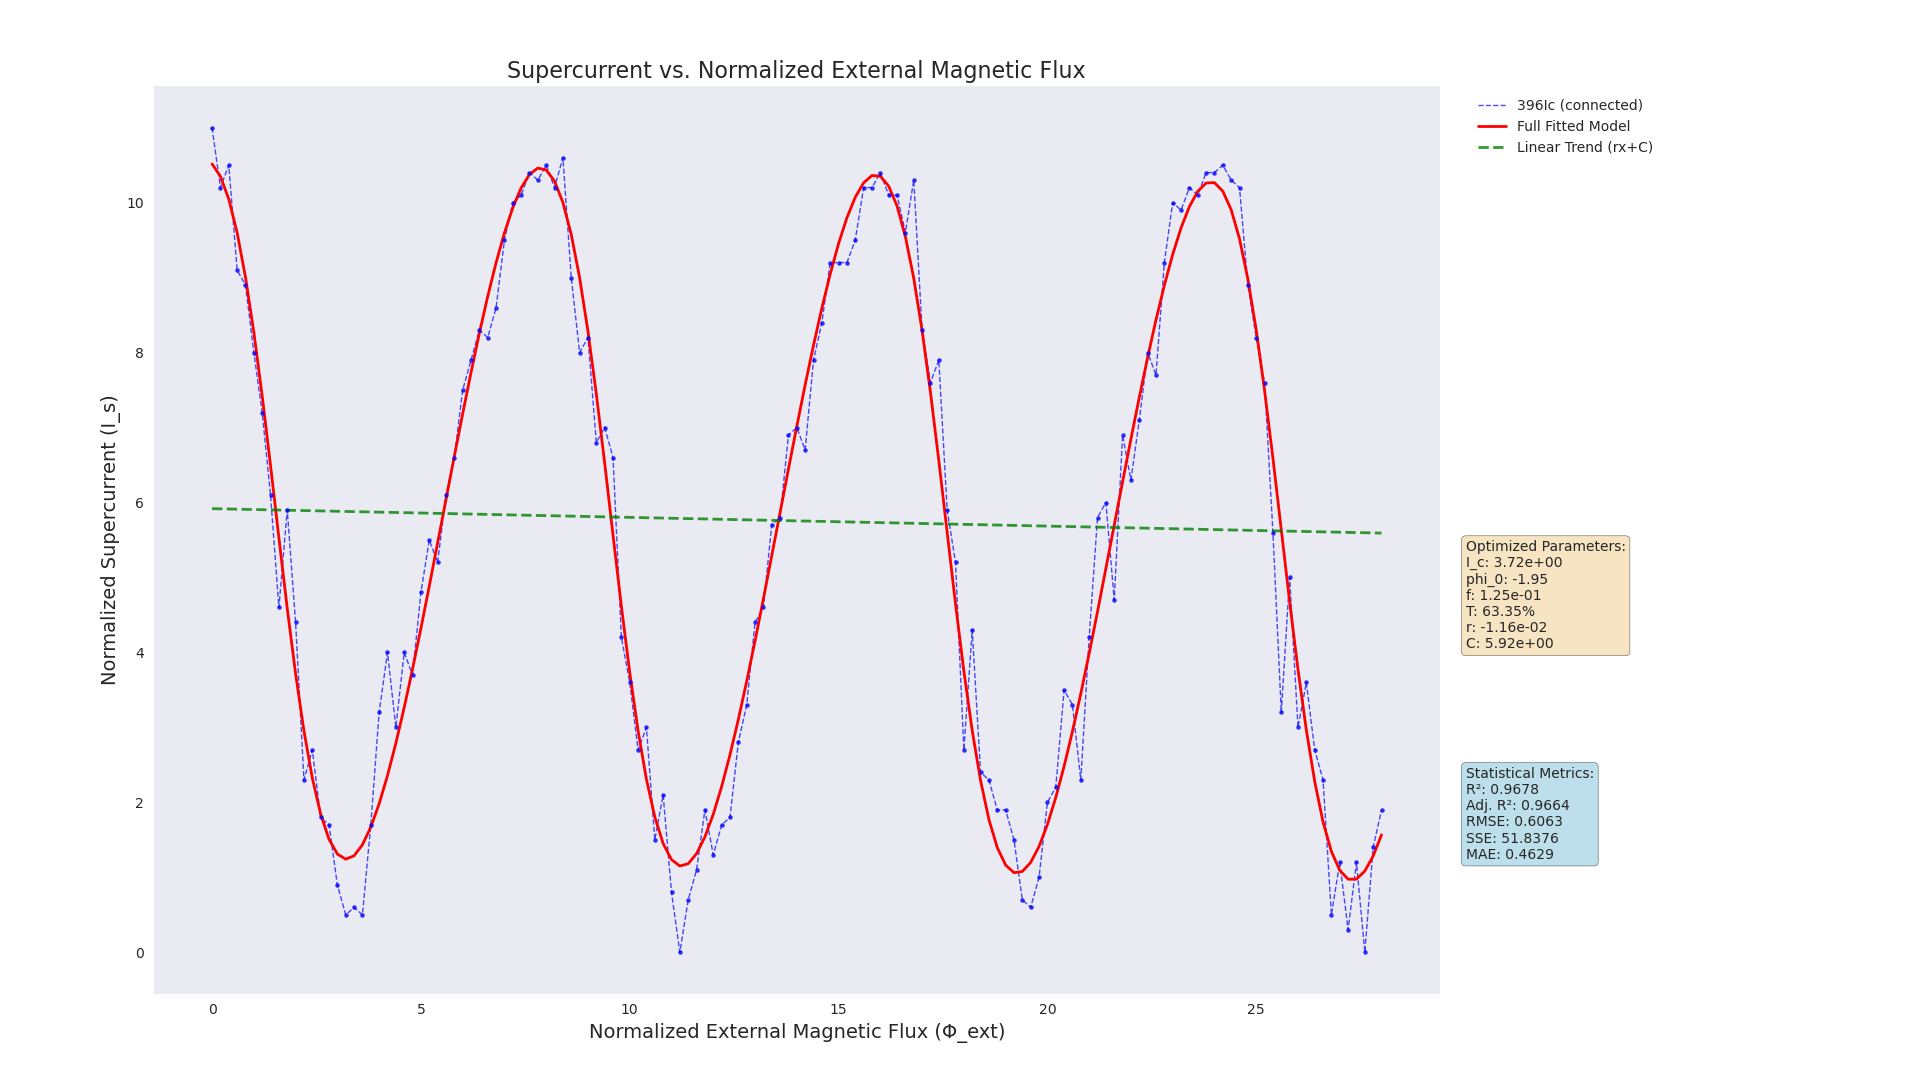 Supercurrent vs. Normalized External Magnetic Flux
396Ic (connected)
Full Fitted Model
Linear Trend (rx+C)
Normalized Supercurrent (I_s)
10
8
6
4
2
0
0 5 10 15 20 25
Normalized External Magnetic Flux (Φ_ext)
Optimized Parameters:
I_c: 3.72e+00
phi_0: -1.95
f: 1.25e-01
T: 63.35%
r: -1.16e-02
C: 5.92e+00
Statistical Metrics:
R²: 0.9678
Adj. R²: 0.9664
RMSE: 0.6063
SSE: 51.8376
MAE: 0.4629